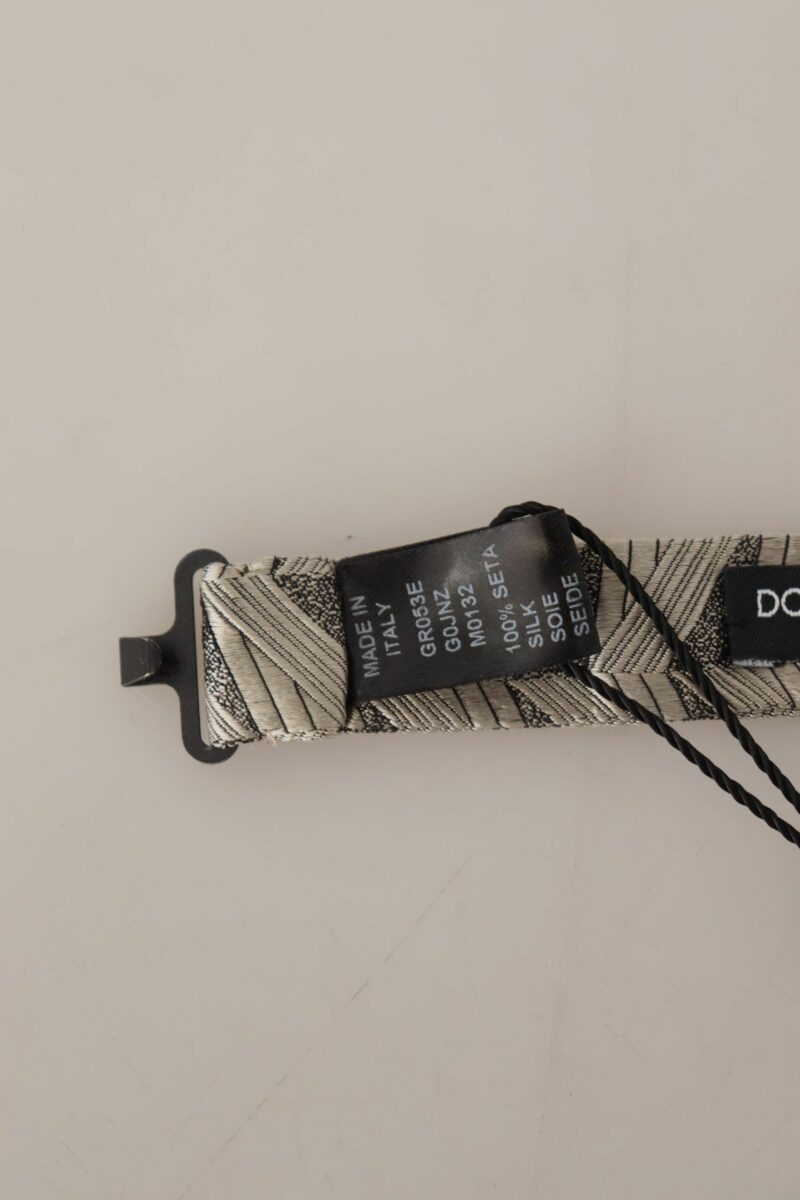 MADE IN
ITALY
GR053E
G0JNZ
M0132
100% SETA
SILK
SOIE
SEIDE
DO